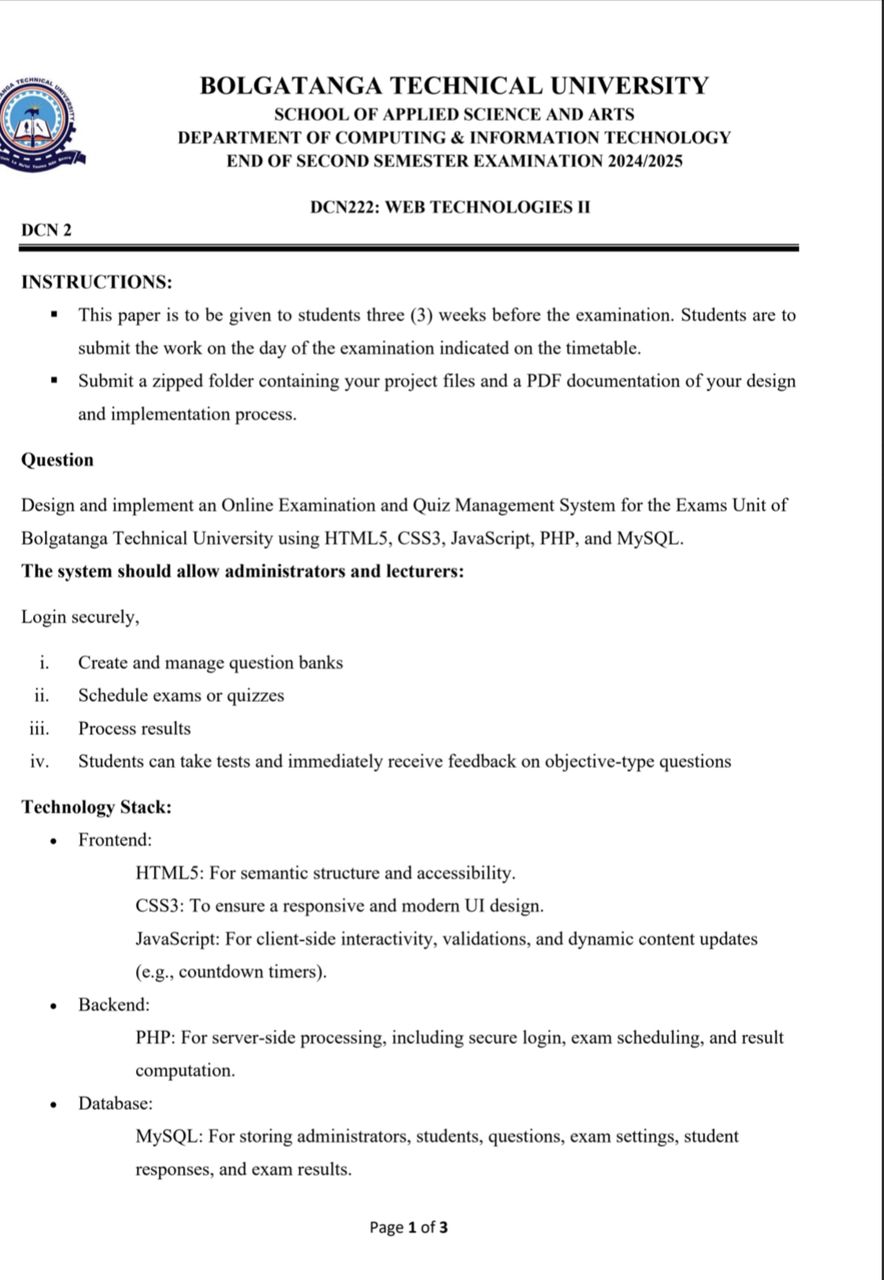 BOLGATANGA TECHNICAL UNIVERSITY
SCHOOL OF APPLIED SCIENCE AND ARTS
DEPARTMENT OF COMPUTING & INFORMATION TECHNOLOGY
END OF SECOND SEMESTER EXAMINATION 2024/2025
DCN222: WEB TECHNOLOGIES II
DCN 2
INSTRUCTIONS:
▪ This paper is to be given to students three (3) weeks before the examination. Students are to
submit the work on the day of the examination indicated on the timetable.
▪ Submit a zipped folder containing your project files and a PDF documentation of your design
and implementation process.
Question
Design and implement an Online Examination and Quiz Management System for the Exams Unit of
Bolgatanga Technical University using HTML5, CSS3, JavaScript, PHP, and MySQL.
The system should allow administrators and lecturers:
Login securely,
i. Create and manage question banks
ii. Schedule exams or quizzes
iii. Process results
iv. Students can take tests and immediately receive feedback on objective-type questions
Technology Stack:
• Frontend:
HTML5: For semantic structure and accessibility.
CSS3: To ensure a responsive and modern UI design.
JavaScript: For client-side interactivity, validations, and dynamic content updates
(e.g., countdown timers).
• Backend:
PHP: For server-side processing, including secure login, exam scheduling, and result
computation.
• Database:
MySQL: For storing administrators, students, questions, exam settings, student
responses, and exam results.
Page 1 of 3